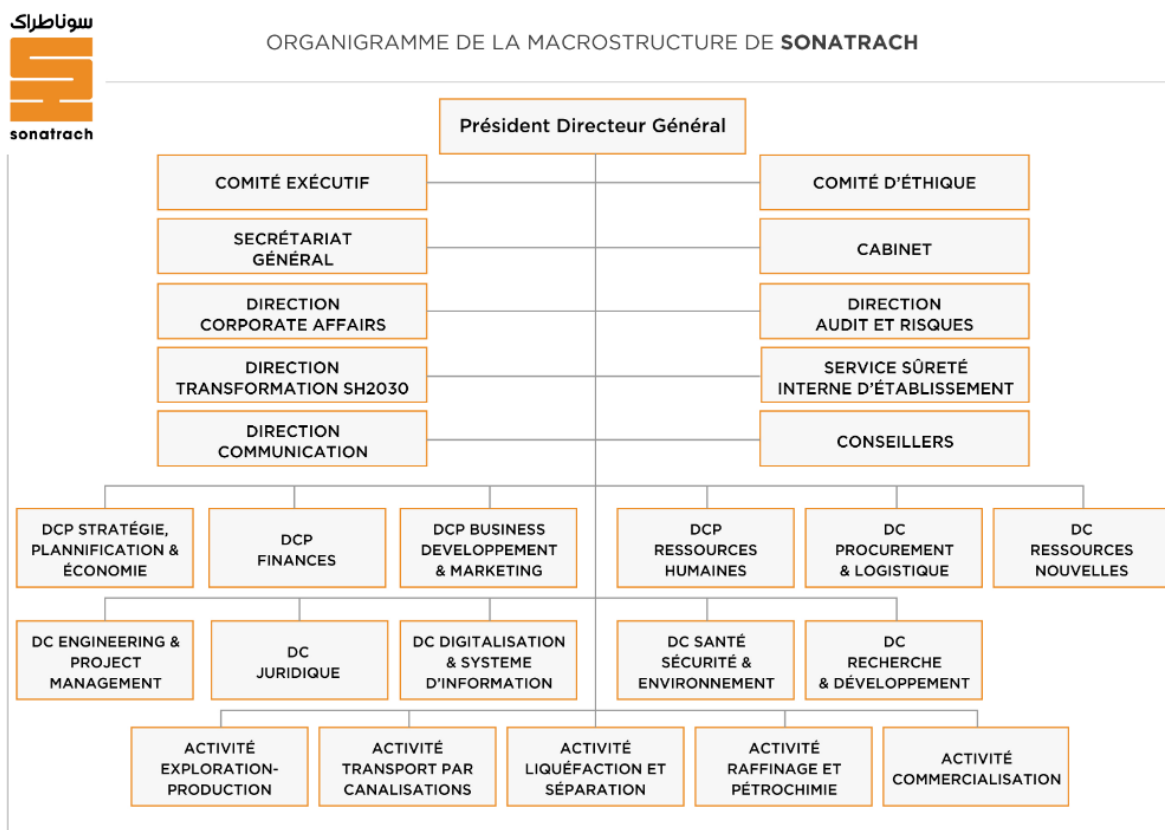 سوناطراک
sonatrach
ORGANIGRAMME DE LA MACROSTRUCTURE DE SONATRACH
Président Directeur Général
COMITÉ EXÉCUTIF
COMITÉ D'ÉTHIQUE
SECRÉTARIAT
GÉNÉRAL
CABINET
DIRECTION
CORPORATE AFFAIRS
DIRECTION
AUDIT ET RISQUES
DIRECTION
TRANSFORMATION SH2030
SERVICE SÛRETÉ
INTERNE D'ÉTABLISSEMENT
DIRECTION
COMMUNICATION
CONSEILLERS
DCP STRATÉGIE,
PLANNIFICATION &
ÉCONOMIE
DCP
FINANCES
DCP BUSINESS
DEVELOPPEMENT
& MARKETING
DCP
RESSOURCES
HUMAINES
DC
PROCUREMENT
& LOGISTIQUE
DC
RESSOURCES
NOUVELLES
DC ENGINEERING &
PROJECT
MANAGEMENT
DC
JURIDIQUE
DC DIGITALISATION
& SYSTEME
D'INFORMATION
DC SANTÉ
SÉCURITÉ &
ENVIRONNEMENT
DC
RECHERCHE
& DÉVELOPPEMENT
ACTIVITÉ
EXPLORATION-
PRODUCTION
ACTIVITÉ
TRANSPORT PAR
CANALISATIONS
ACTIVITÉ
LIQUÉFACTION ET
SÉPARATION
ACTIVITÉ
RAFFINAGE ET
PÉTROCHIMIE
ACTIVITÉ
COMMERCIALISATION